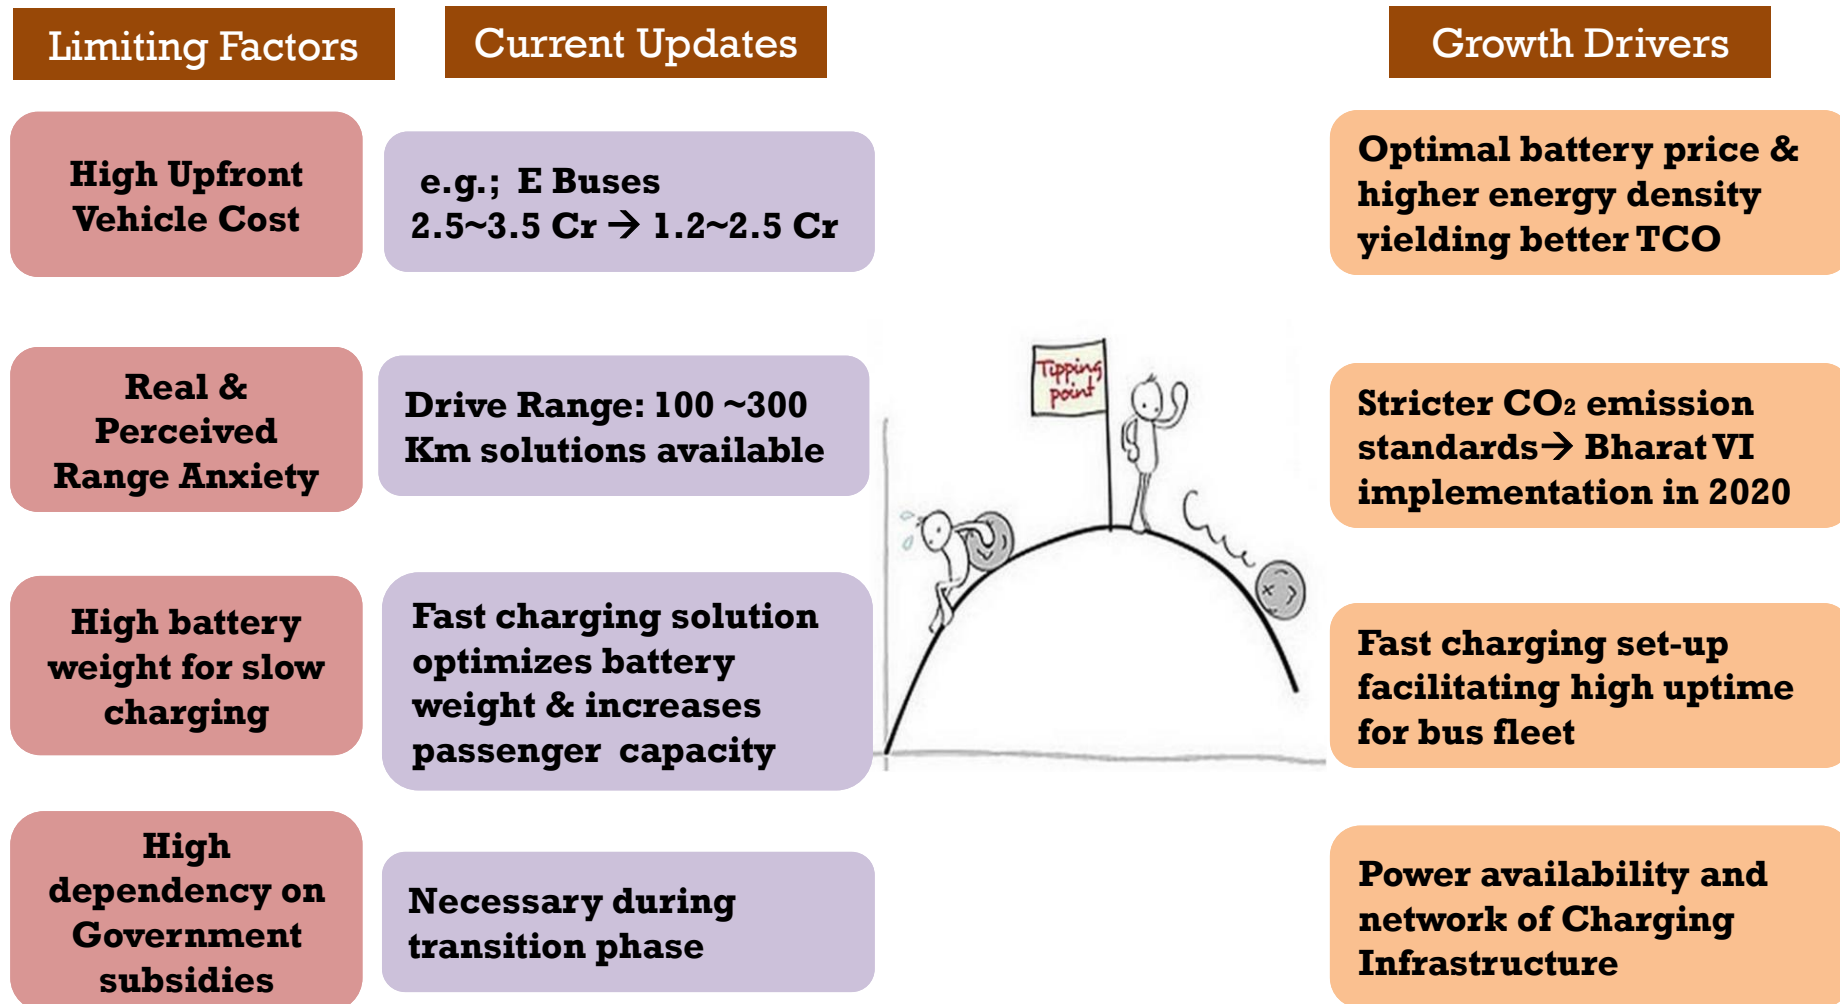 Limiting Factors
Current Updates
Growth Drivers
High Upfront
Vehicle Cost
e.g.; E Buses
2.5~3.5 Cr → 1.2~2.5 Cr
Optimal battery price &
higher energy density
yielding better TCO
Real &
Perceived
Range Anxiety
Drive Range: 100 ~300
Km solutions available
Tipping
point
Stricter CO₂ emission
standards→ Bharat VI
implementation in 2020
High battery
weight for slow
charging
Fast charging solution
optimizes battery
weight & increases
passenger capacity
Fast charging set-up
facilitating high uptime
for bus fleet
High
dependency on
Government
subsidies
Necessary during
transition phase
Power availability and
network of Charging
Infrastructure